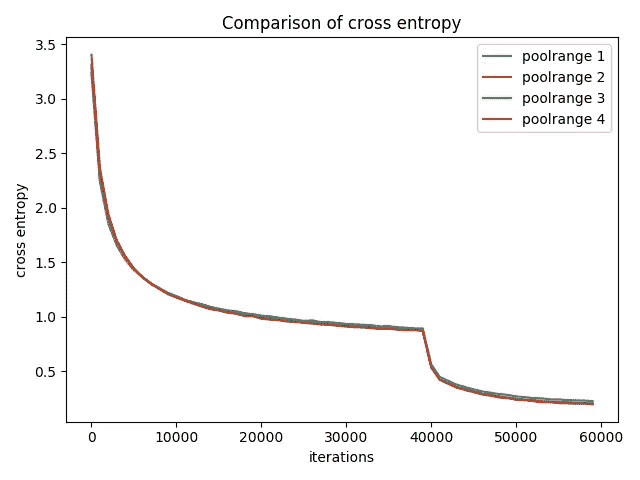 Comparison of cross entropy
3.5
3.0
2.5
2.0
1.5
1.0
0.5
cross entropy
poolrange 1
poolrange 2
poolrange 3
poolrange 4
0 10000 20000 30000 40000 50000 60000
iterations